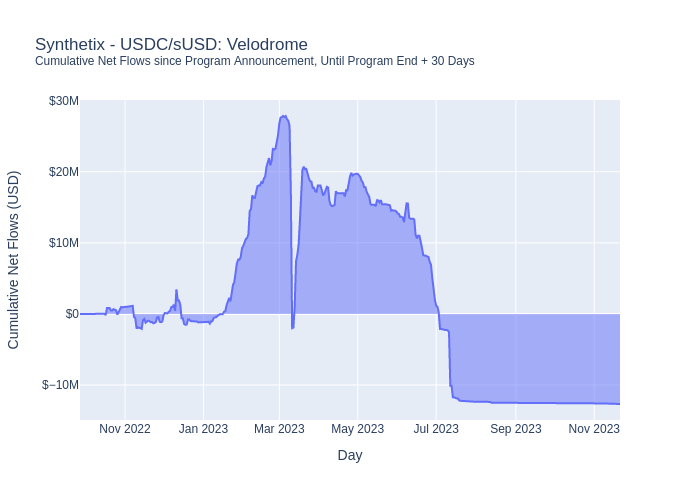 Synthetix - USDC/sUSD: Velodrome
Cumulative Net Flows since Program Announcement, Until Program End + 30 Days
Cumulative Net Flows (USD)
$30M
$20M
$10M
$0
$−10M
Nov 2022 Jan 2023 Mar 2023 May 2023 Jul 2023 Sep 2023 Nov 2023
Day